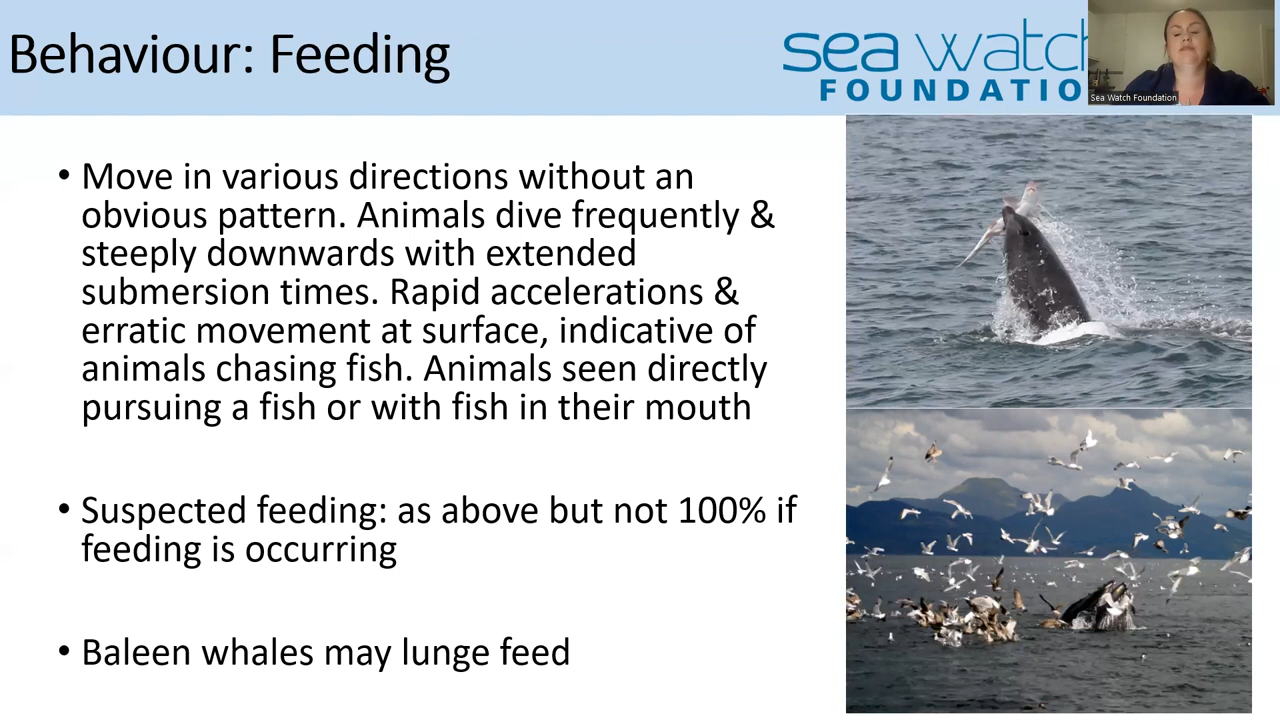 Behaviour: Feeding
sea watch
FOUNDATIO
Sea Watch Foundation
• Move in various directions without an
obvious pattern. Animals dive frequently &
steeply downwards with extended
submersion times. Rapid accelerations &
erratic movement at surface, indicative of
animals chasing fish. Animals seen directly
pursuing a fish or with fish in their mouth
• Suspected feeding: as above but not 100% if
feeding is occurring
• Baleen whales may lunge feed